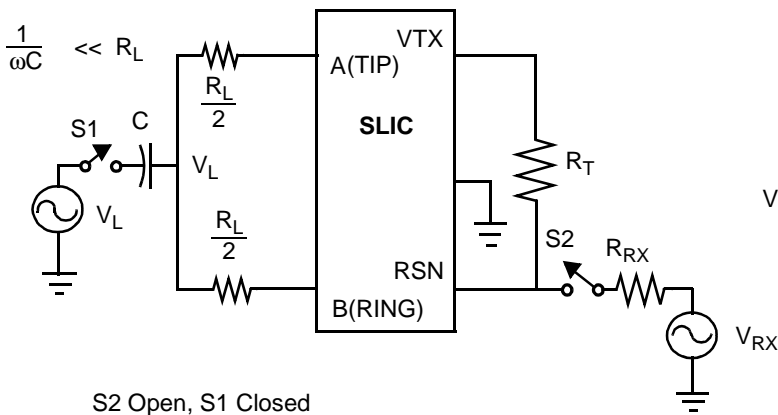 1/ωC << R_L
VTX
A(TIP)
R_L/2
SLIC
S1
C
V_L
R_T
V_L
V
R_L/2
S2
R_RX
RSN
B(RING)
V_RX
S2 Open, S1 Closed